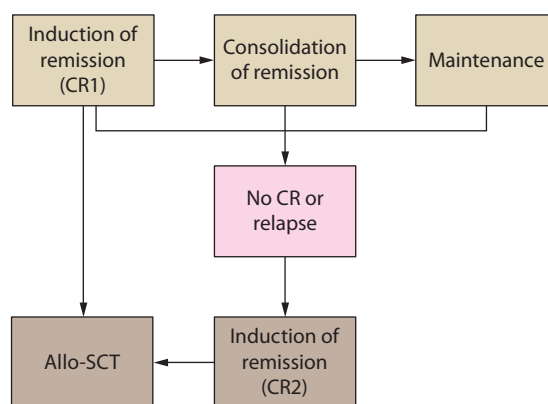 Induction of
remission
(CR1)
Consolidation
of remission
Maintenance
No CR or
relapse
Allo-SCT
Induction of
remission
(CR2)